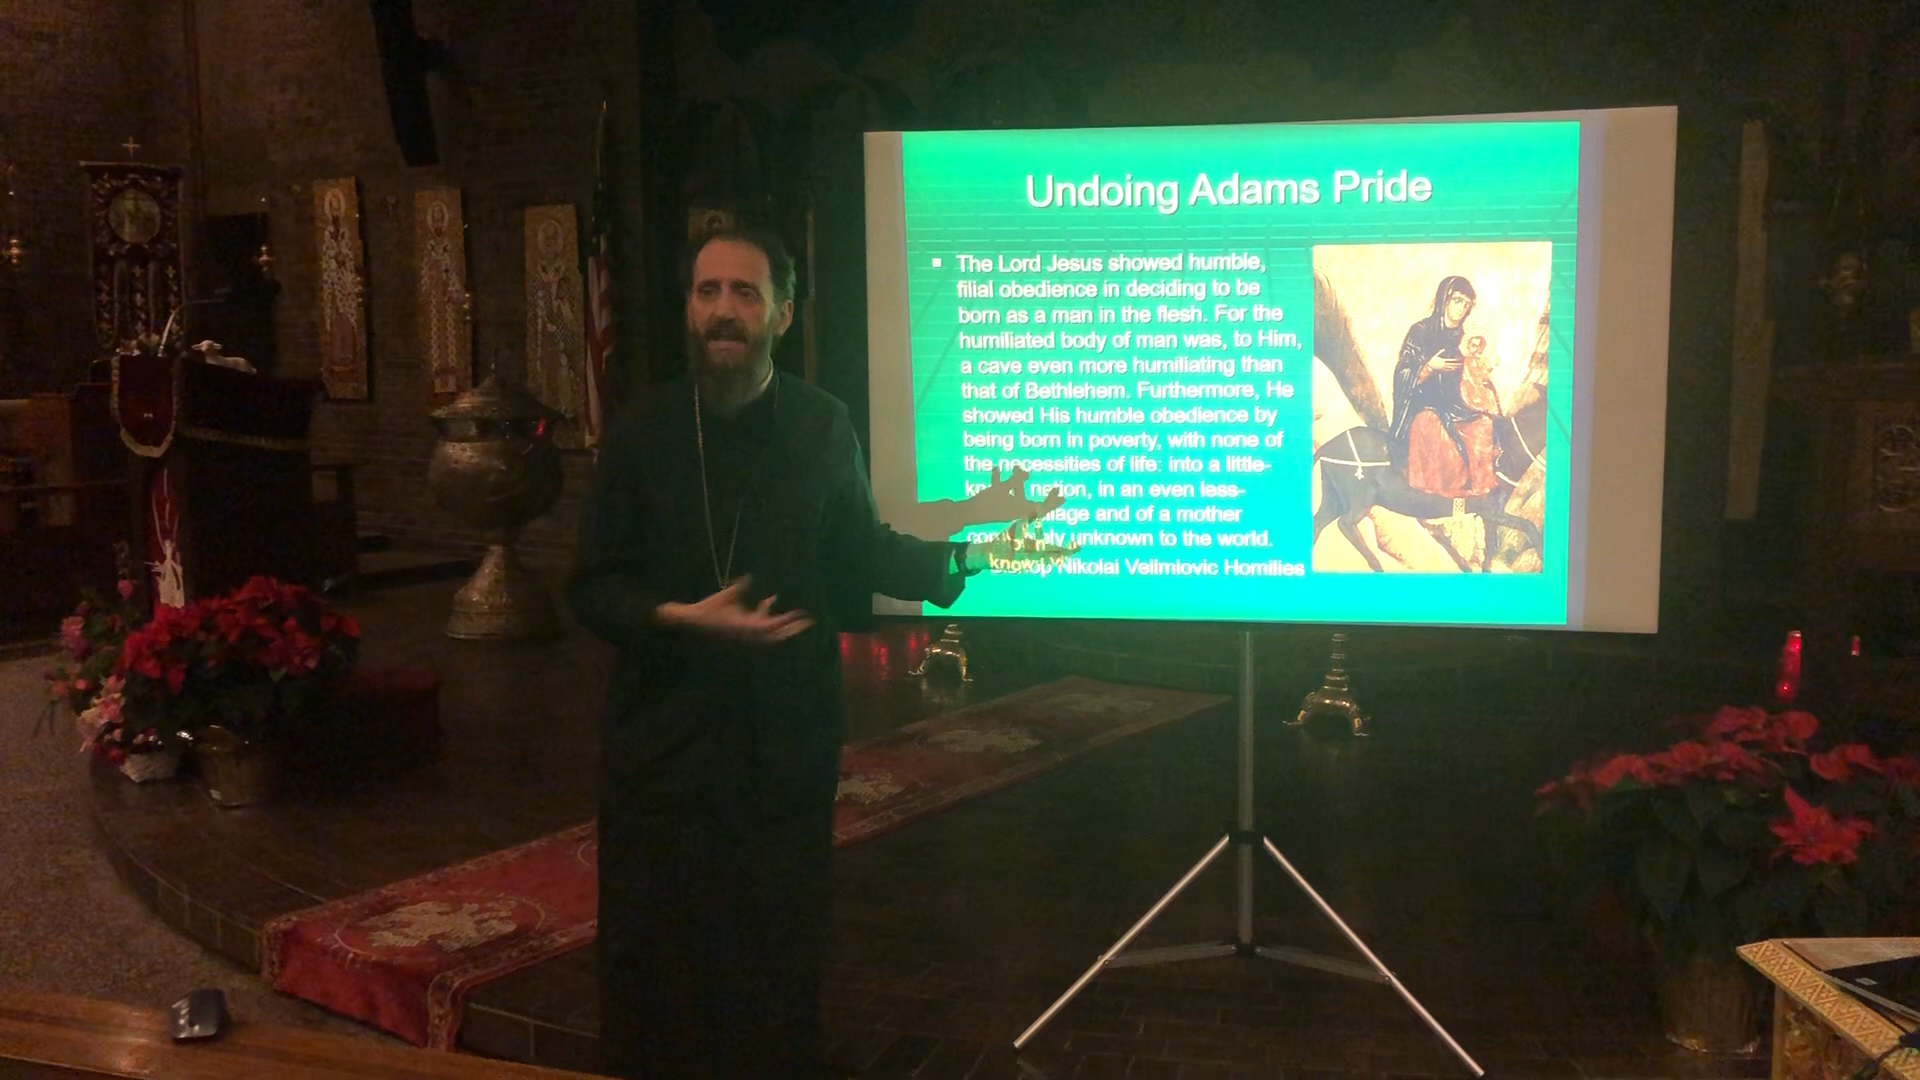 Undoing Adams Pride
The Lord Jesus showed humble,
filial obedience in deciding to be
born as a man in the flesh. For the
humiliated body of man was, to Him,
a cave even more humiliating than
that of Bethlehem. Furthermore, He
showed His humble obedience by
being born in poverty, with none of
the necessities of life: into a little-
nation, in an even less-
and of a mother
unknown to the world.
Nikolai Velimiovic Homilies